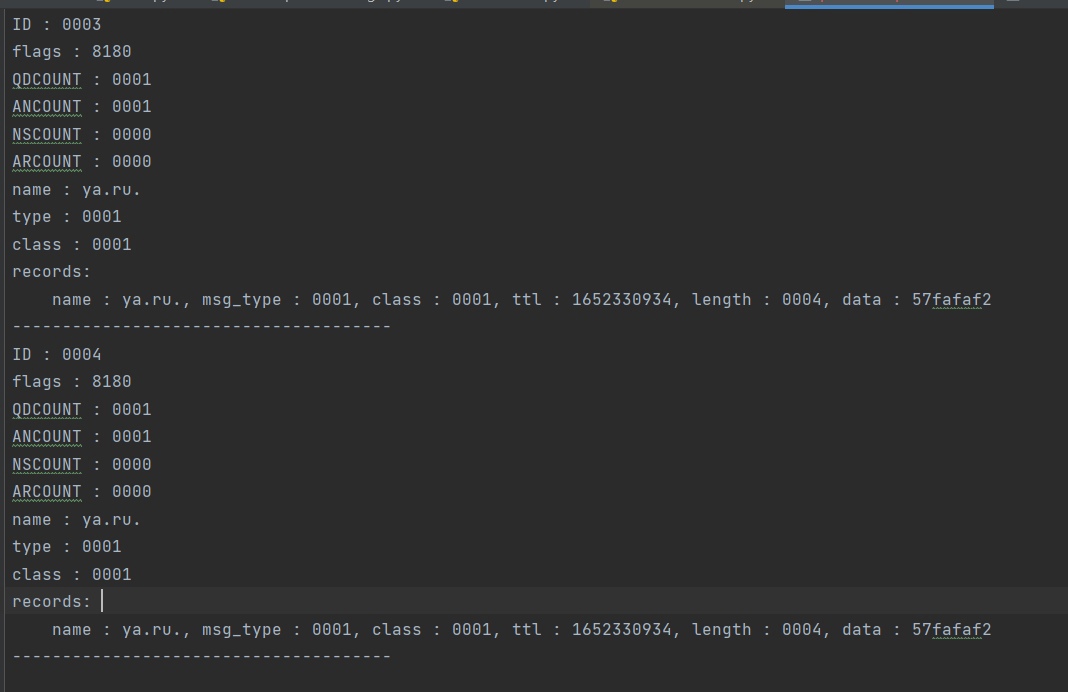 ID : 0003
flags : 8180
QDCOUNT : 0001
ANCOUNT : 0001
NSCOUNT : 0000
ARCOUNT : 0000
name : ya.ru.
type : 0001
class : 0001
records:
    name : ya.ru., msg_type : 0001, class : 0001, ttl : 1652330934, length : 0004, data : 57fafaf2
--------------------------------------
ID : 0004
flags : 8180
QDCOUNT : 0001
ANCOUNT : 0001
NSCOUNT : 0000
ARCOUNT : 0000
name : ya.ru.
type : 0001
class : 0001
records:
    name : ya.ru., msg_type : 0001, class : 0001, ttl : 1652330934, length : 0004, data : 57fafaf2
--------------------------------------